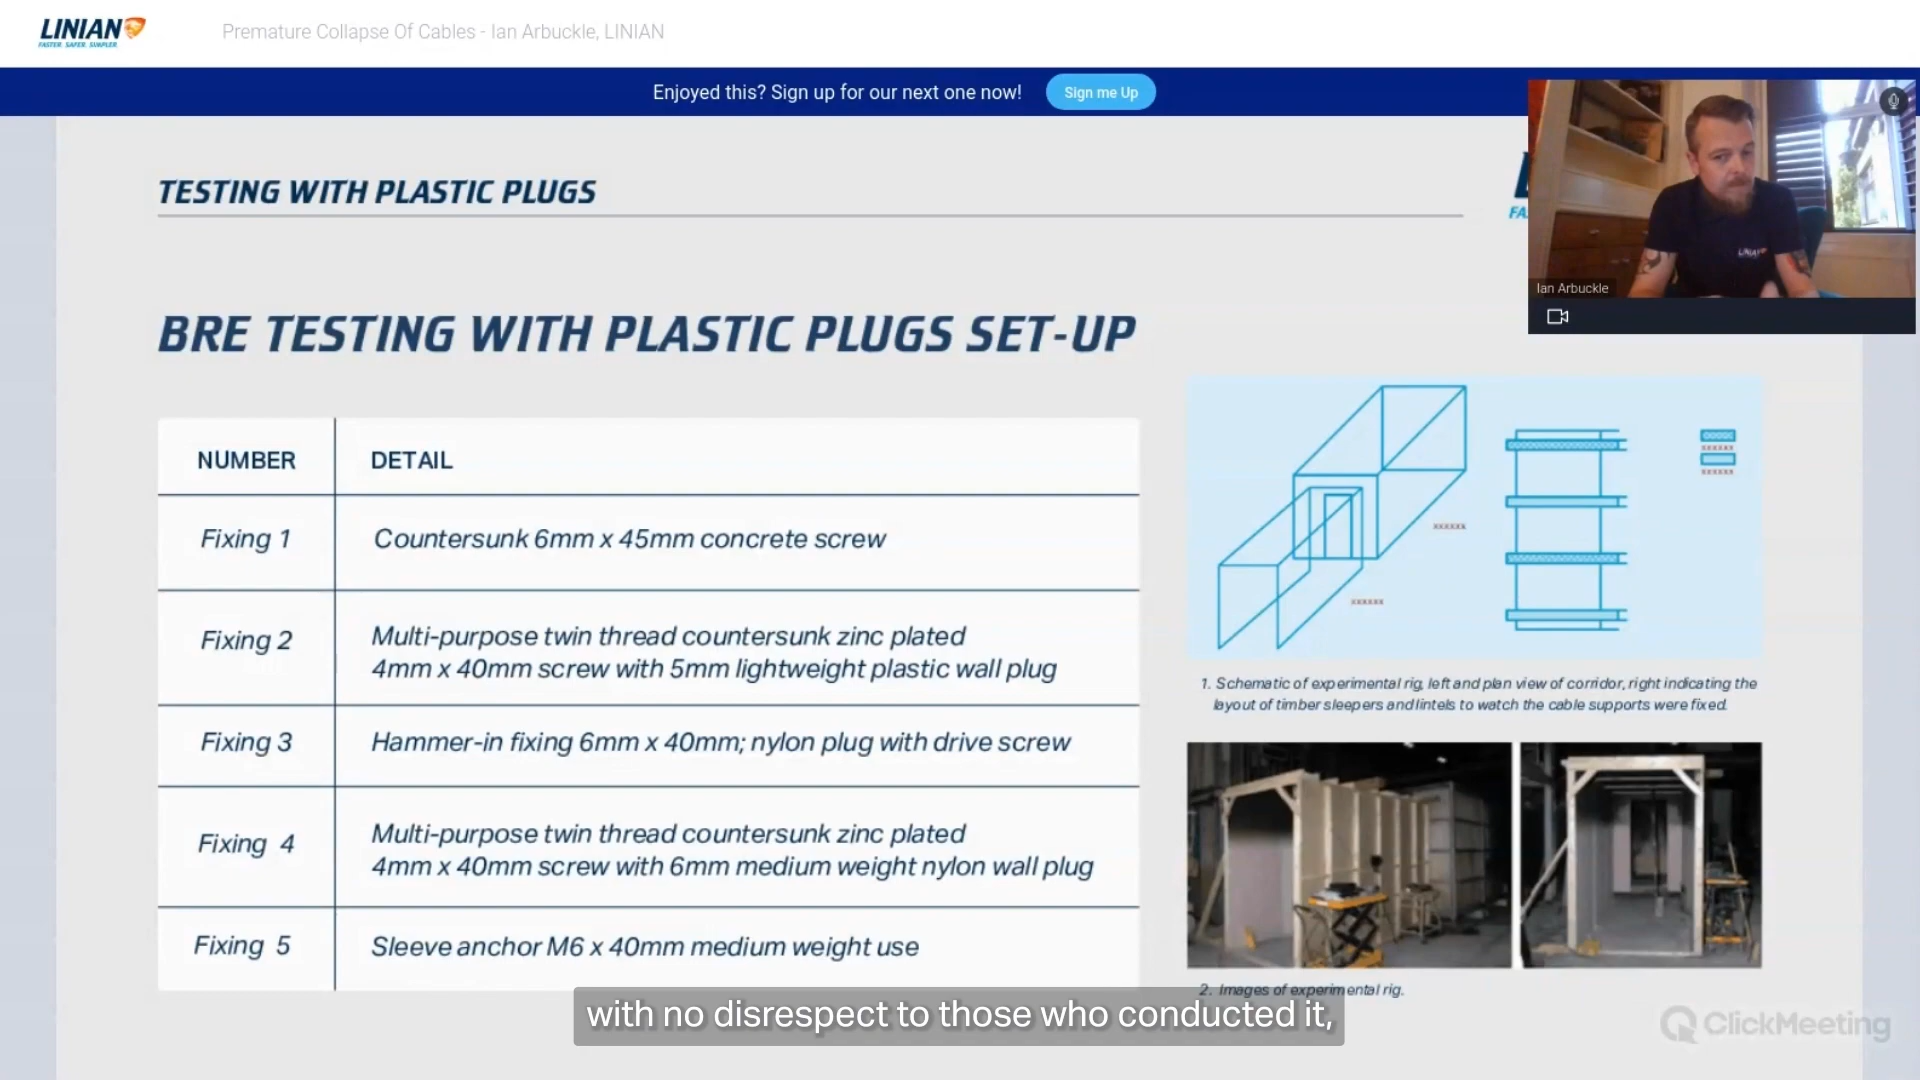 LINIAN
FASTER. SAFER. SIMPLER.
Premature Collapse Of Cables - Ian Arbuckle, LINIAN
Enjoyed this? Sign up for our next one now!
Sign me Up
TESTING WITH PLASTIC PLUGS
FA
LINIAN
Ian Arbuckle
BRE TESTING WITH PLASTIC PLUGS SET-UP
NUMBER
DETAIL
Fixing 1
Countersunk 6mm x 45mm concrete screw
Fixing 2
Multi-purpose twin thread countersunk zinc plated
4mm x 40mm screw with 5mm lightweight plastic wall plug
Fixing 3
Hammer-in fixing 6mm x 40mm; nylon plug with drive screw
Fixing 4
Multi-purpose twin thread countersunk zinc plated
4mm x 40mm screw with 6mm medium weight nylon wall plug
Fixing 5
Sleeve anchor M6 x 40mm medium weight use
xxxxxx
xxxxxx
xxxxxx
xxxxxx
1. Schematic of experimental rig, left and plan view of corridor, right indicating the
layout of timber sleepers and lintels to watch the cable supports were fixed.
2. Images of experimental rig.
with no disrespect to those who conducted it,
ClickMeeting